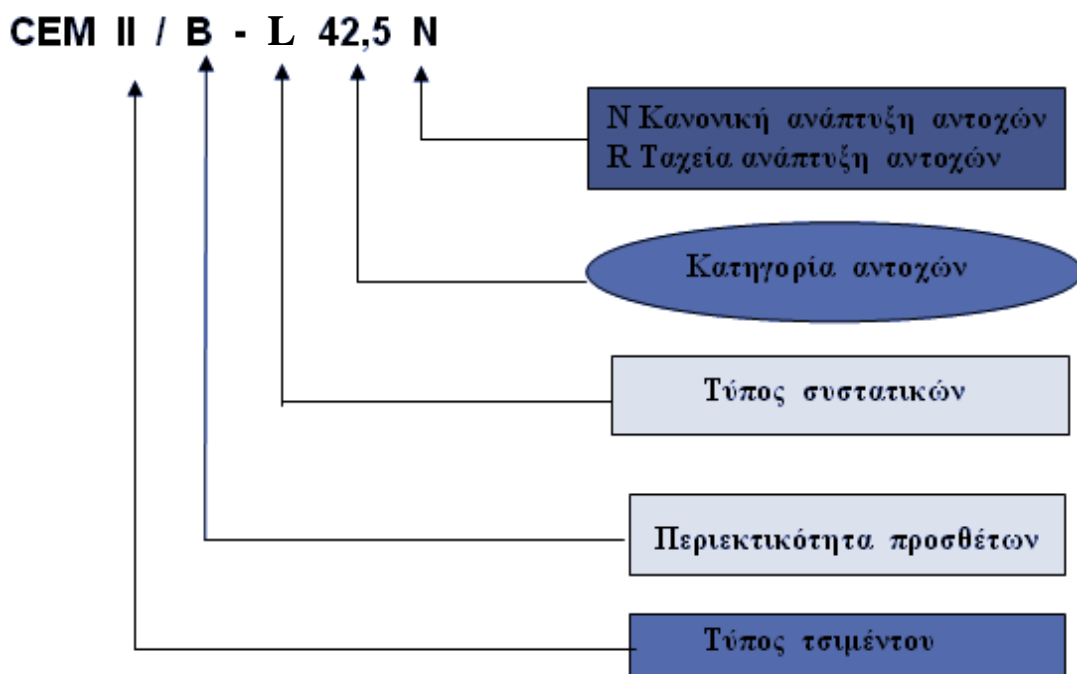 CEM II / B - L 42,5 N
N Κανονική ανάπτυξη αντοχών
R Ταχεία ανάπτυξη αντοχών
Κατηγορία αντοχών
Τύπος συστατικών
Περιεκτικότητα προσθέτων
Τύπος τσιμέντου